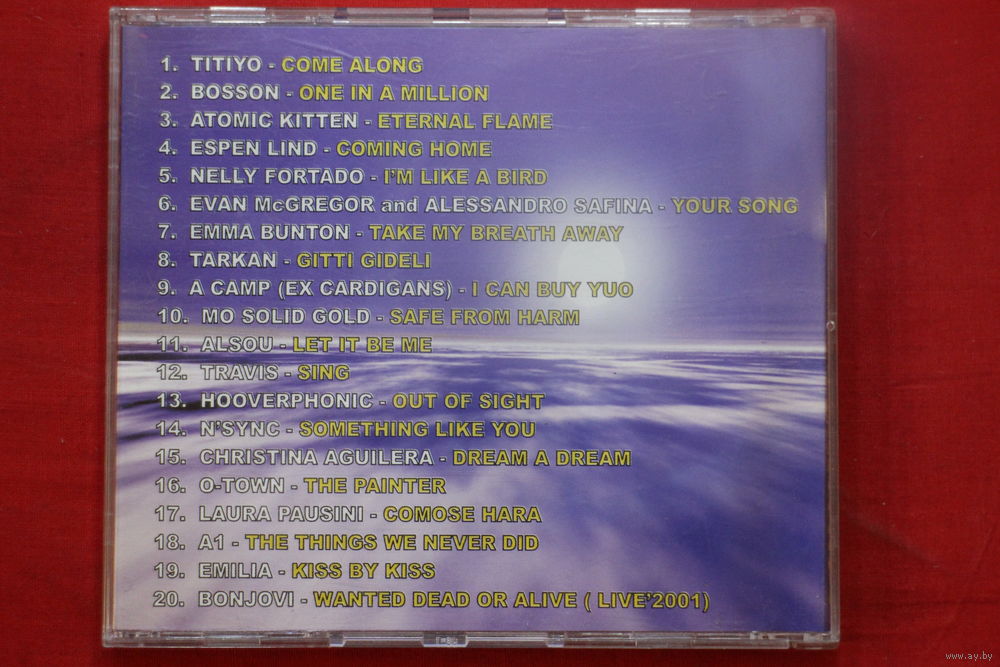 1. TITIYO - COME ALONG
2. BOSSON - ONE IN A MILLION
3. ATOMIC KITTEN - ETERNAL FLAME
4. ESPEN LIND - COMING HOME
5. NELLY FORTADO - I'M LIKE A BIRD
6. EVAN McGREGOR and ALESSANDRO SAFINA - YOUR SONG
7. EMMA BUNTON - TAKE MY BREATH AWAY
8. TARKAN - GITTI GIDELI
9. A CAMP (EX CARDIGANS) - I CAN BUY YUO
10. MO SOLID GOLD - SAFE FROM HARM
11. ALSOU - LET IT BE ME
12. TRAVIS - SING
13. HOOVERPHONIC - OUT OF SIGHT
14. N'SYNC - SOMETHING LIKE YOU
15. CHRISTINA AGUILERA - DREAM A DREAM
16. O-TOWN - THE PAINTER
17. LAURA PAUSINI - COMOSE HARA
18. A1 - THE THINGS WE NEVER DID
19. EMILIA - KISS BY KISS
20. BONJOVI - WANTED DEAD OR ALIVE ( LIVE'2001)
www.ay.by